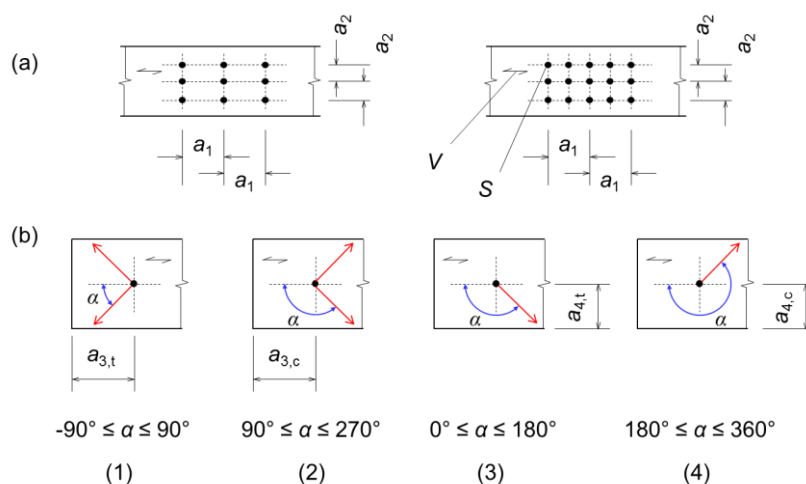 a2
a2
a2
a2
(a)
a1
a1
V
S
a1
a1
(b)
α
α
α
α
a4,t
a4,c
a3,t
a3,c
-90° ≤ α ≤ 90°
90° ≤ α ≤ 270°
0° ≤ α ≤ 180°
180° ≤ α ≤ 360°
(1)
(2)
(3)
(4)